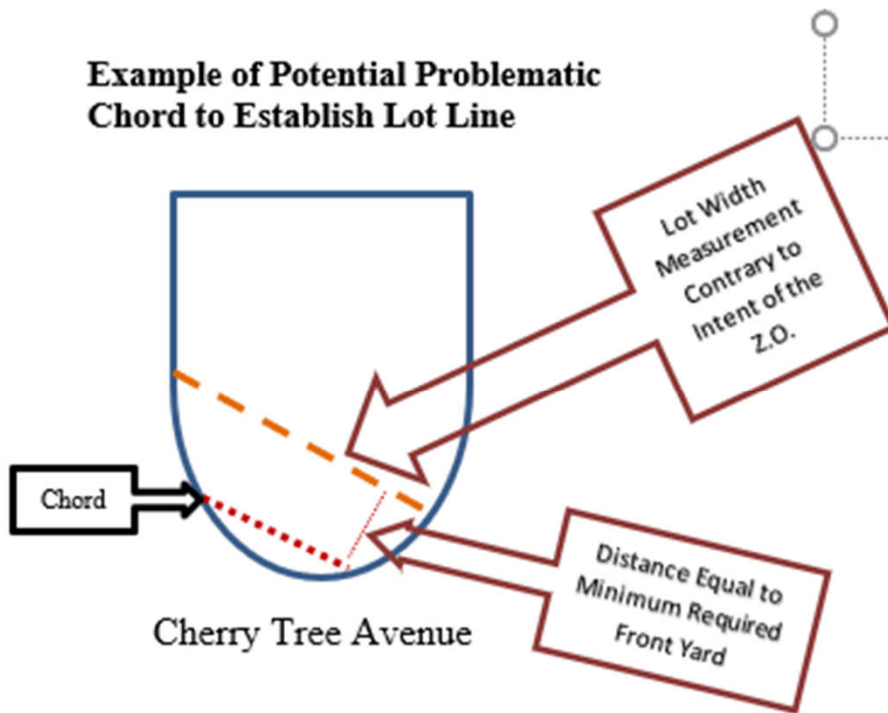 Example of Potential Problematic
Chord to Establish Lot Line
Lot Width
Measurement
Contrary to
Intent of the
Z.O.
Chord
Distance Equal to
Minimum Required
Front Yard
Cherry Tree Avenue